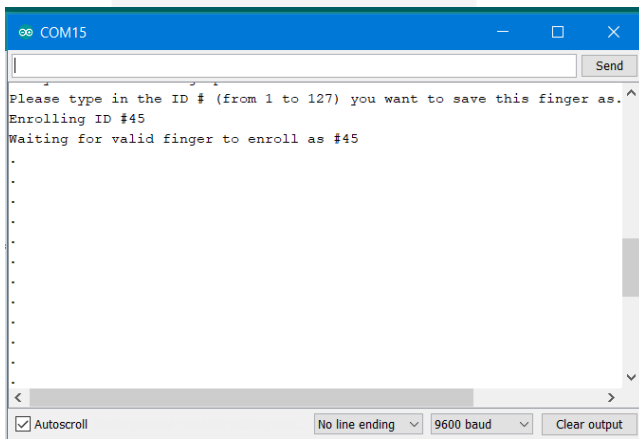 COM15
Send
Please type in the ID # (from 1 to 127) you want to save this finger as.
Enrolling ID #45
Waiting for valid finger to enroll as #45
.
.
.
.
.
.
.
.
.
.
.
.
Autoscroll
No line ending
9600 baud
Clear output